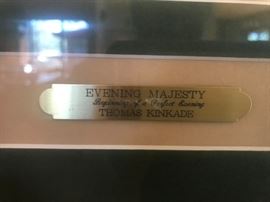 EVENING MAJESTY
Beginning of a Perfect Evening
THOMAS KINKADE